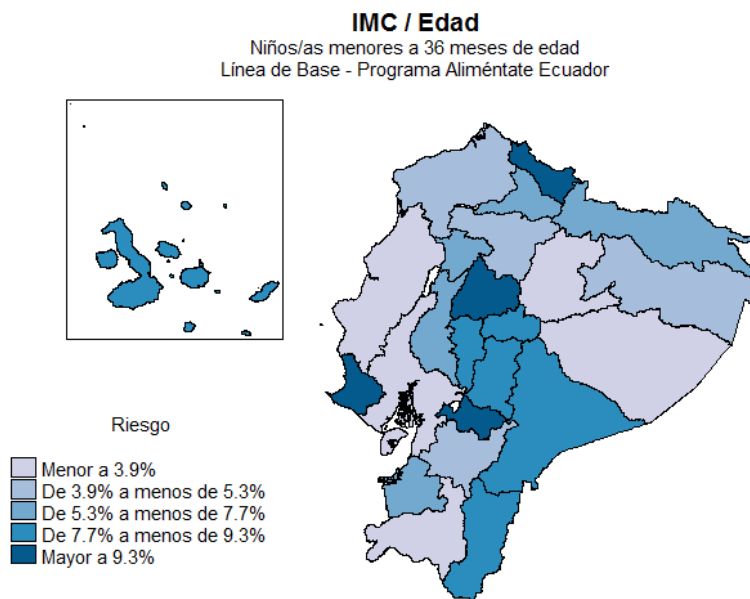 IMC / Edad
Niños/as menores a 36 meses de edad
Línea de Base - Programa Aliméntate Ecuador
Riesgo
Menor a 3.9%
De 3.9% a menos de 5.3%
De 5.3% a menos de 7.7%
De 7.7% a menos de 9.3%
Mayor a 9.3%